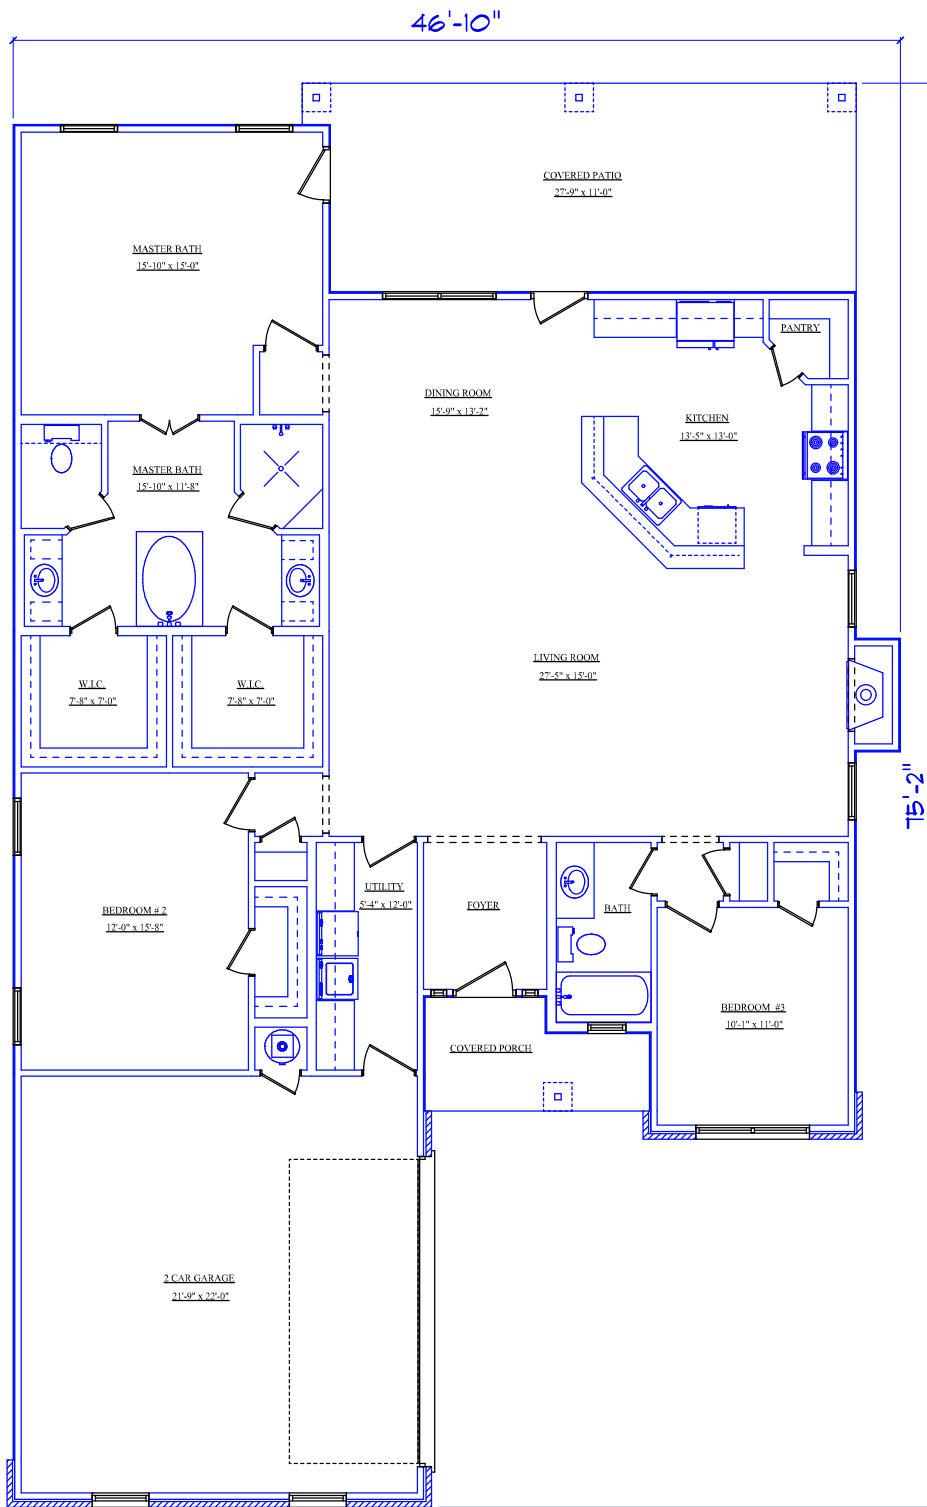 46'-10"
COVERED PATIO
27'-9" x 11'-0"
MASTER BATH
15'-10" x 15'-0"
PANTRY
DINING ROOM
15'-9" x 13'-2"
KITCHEN
13'-5" x 13'-0"
MASTER BATH
15'-10" x 11'-8"
LIVING ROOM
27'-5" x 15'-0"
W.I.C.
7'-8" x 7'-0"
W.I.C.
7'-8" x 7'-0"
75'-2"
UTILITY
5'-4" x 12'-0"
BEDROOM # 2
12'-0" x 15'-8"
FOYER
BATH
BEDROOM #3
10'-1" x 11'-0"
COVERED PORCH
2 CAR GARAGE
21'-9" x 22'-0"